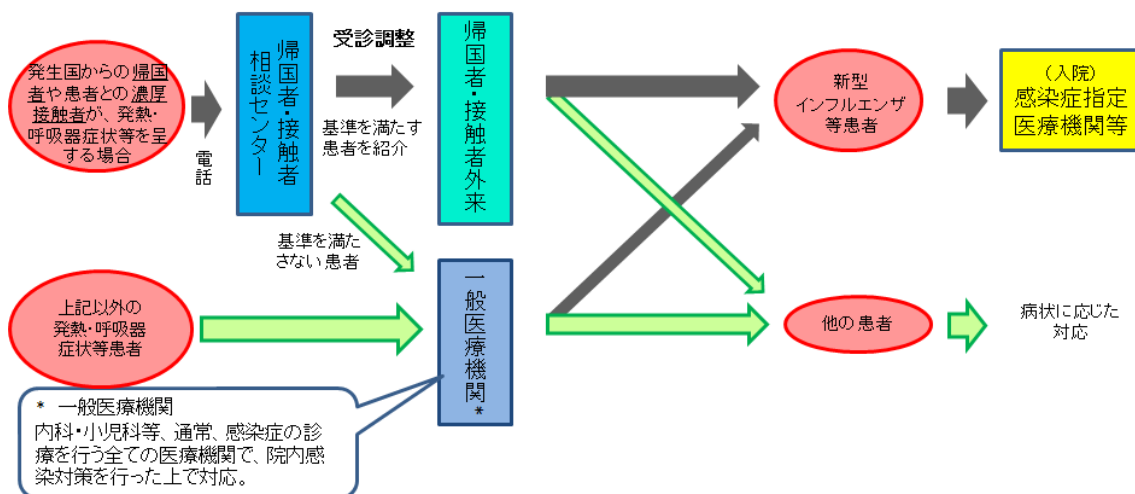 発生国からの帰国
者や患者との濃厚
接触者が、発熱・
呼吸器症状等を呈
する場合
電話
帰国者・接触者
相談センター
受診調整
基準を満たす
患者を紹介
帰国者・接触者外来
新型
インフルエンザ
等患者
(入院)
感染症指定
医療機関等
基準を満た
さない患者
上記以外の
発熱・呼吸器
症状等患者
一般医療機関*
他の患者
病状に応じた
対応
* 一般医療機関
内科・小児科等、通常、感染症の診
療を行う全ての医療機関で、院内感
染対策を行った上で対応。